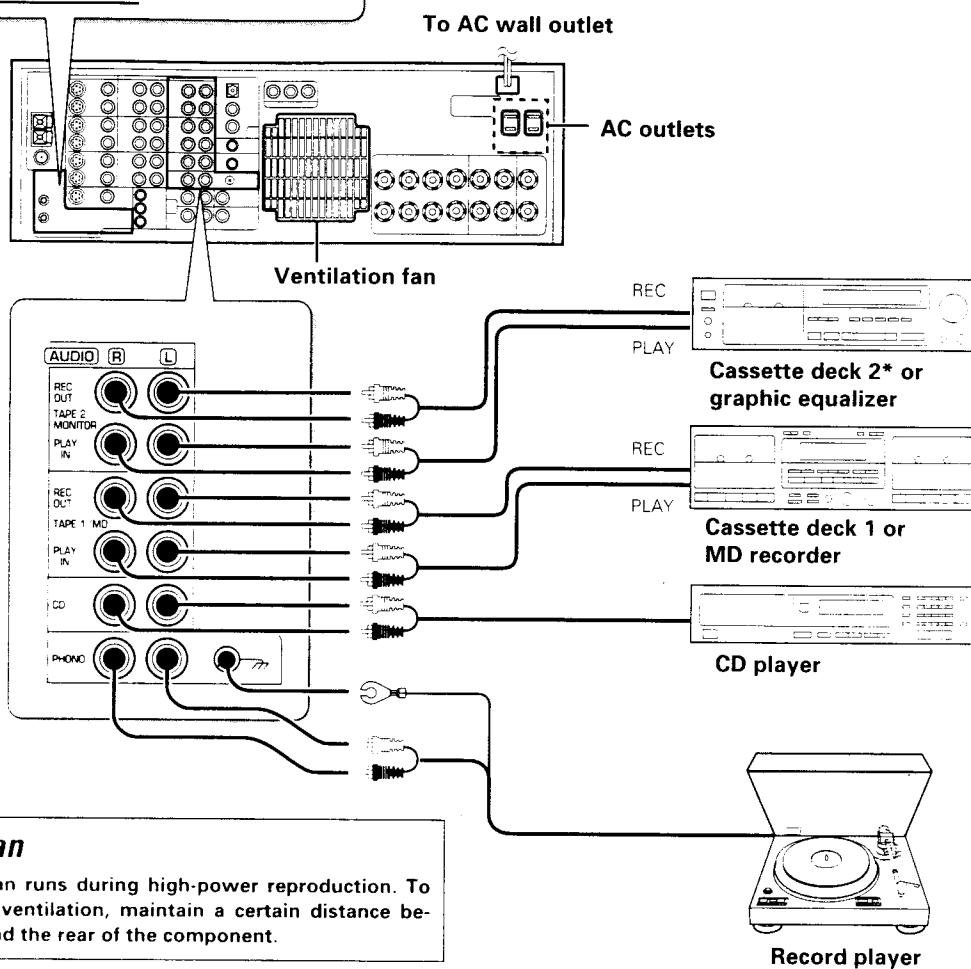 To AC wall outlet
AC outlets
Ventilation fan
AUDIO R L
REC
OUT
TAPE 2
MONITOR
PLAY
IN
REC
OUT
TAPE 1 / MD
PLAY
IN
CD
PHONO
REC
PLAY
Cassette deck 2* or
graphic equalizer
REC
PLAY
Cassette deck 1 or
MD recorder
CD player
Record player
an
an runs during high-power reproduction. To
ventilation, maintain a certain distance be-
nd the rear of the component.